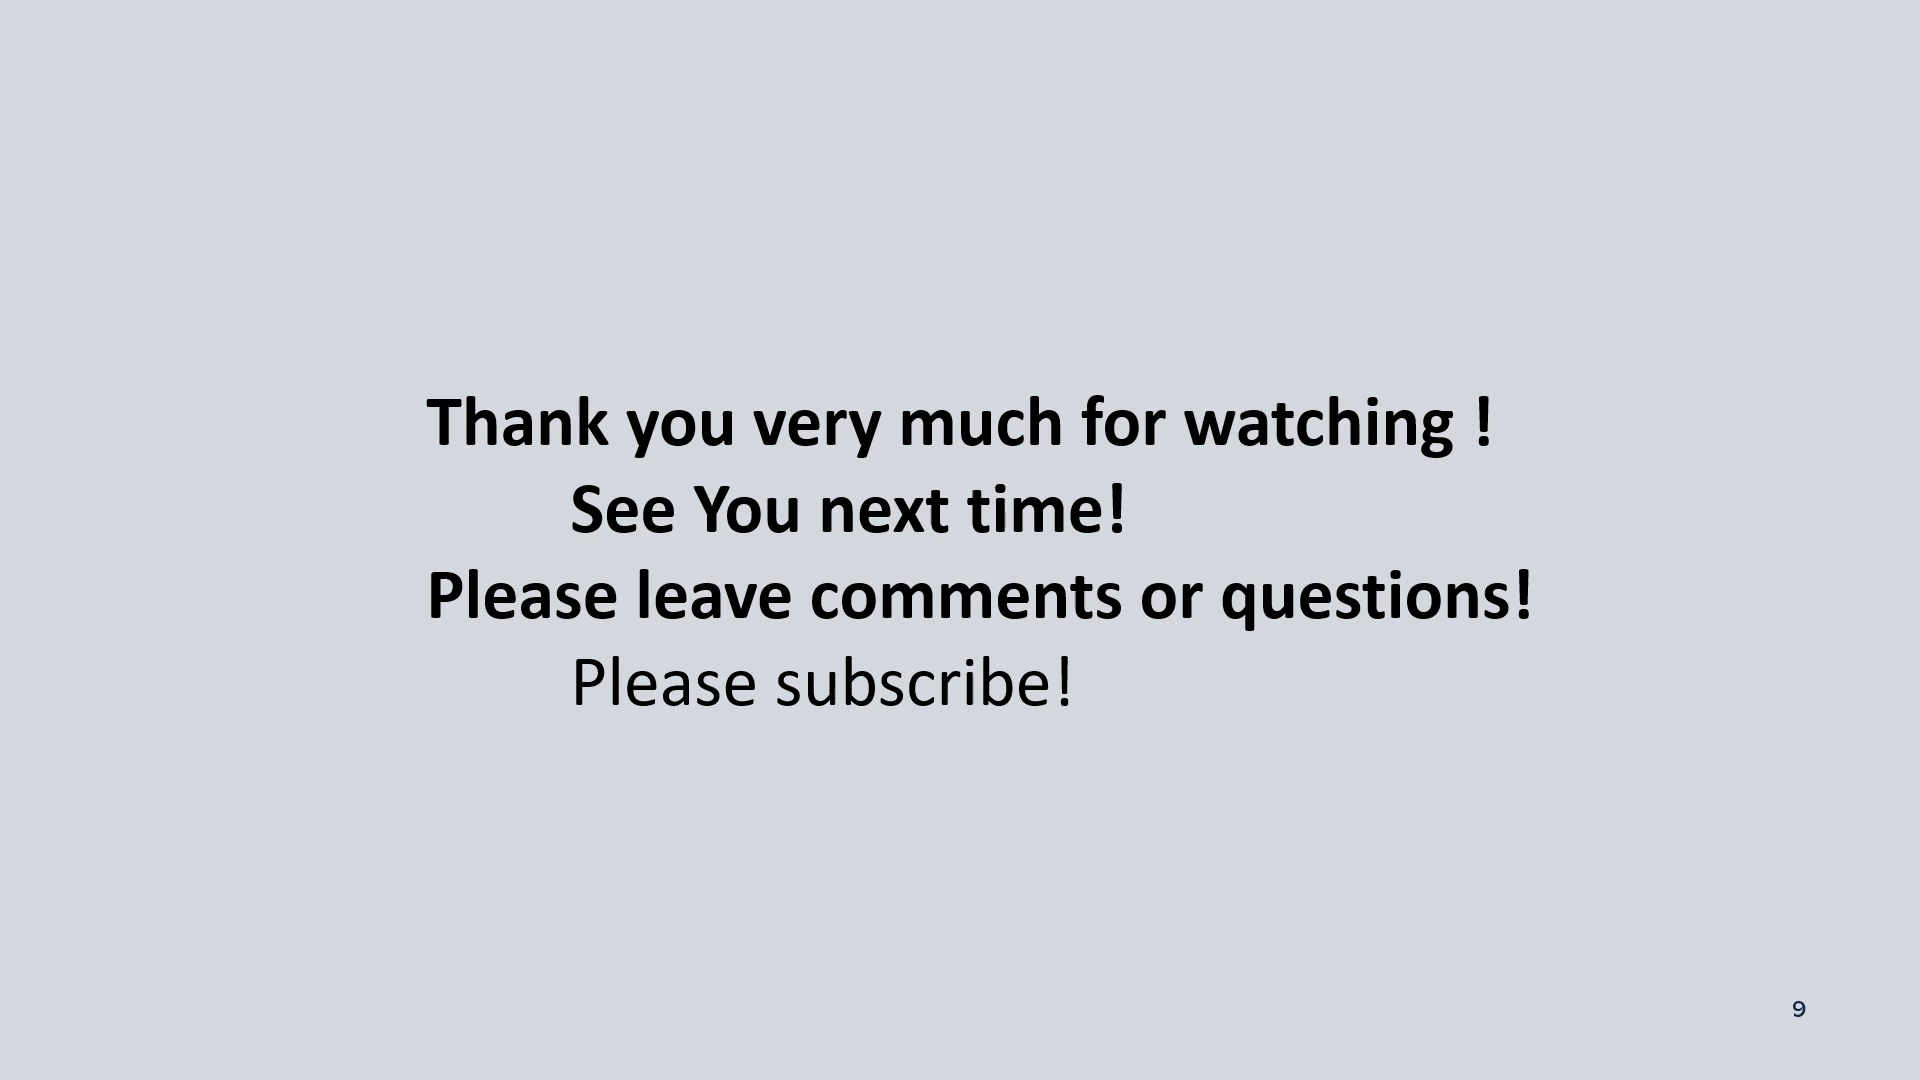 Thank you very much for watching !
See You next time!
Please leave comments or questions!
Please subscribe!
9